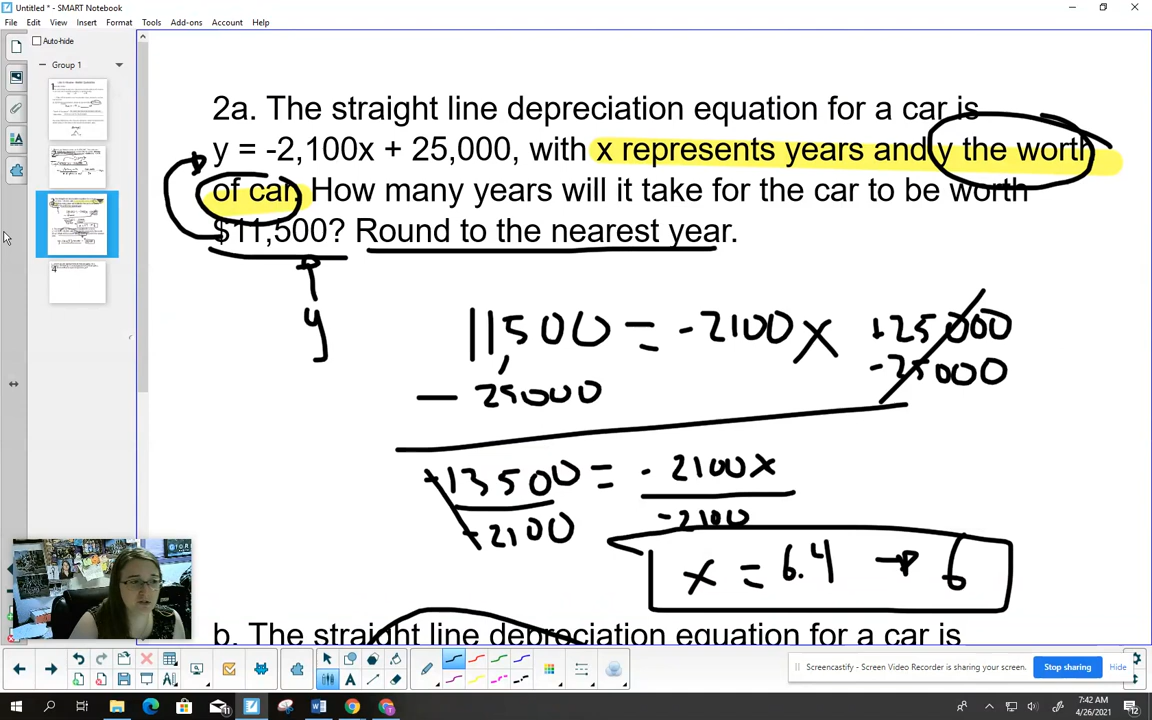 Untitled * - SMART Notebook
File Edit View Insert Format Tools Add-ons Account Help
Auto-hide
Group 1
2a. The straight line depreciation equation for a car is
y = -2,100x + 25,000, with x represents years and y the worth
of car. How many years will it take for the car to be worth
$11,500? Round to the nearest year.
y
11,500 = -2100x +25000
- 25000 -25000
-13500 = -2100x
-2100 -2100
x = 6.4 → 6
b. The straight line depreciation equation for a car is
Screencastify - Screen Video Recorder is sharing your screen.
Stop sharing
Hide
7:42 AM
4/26/2021